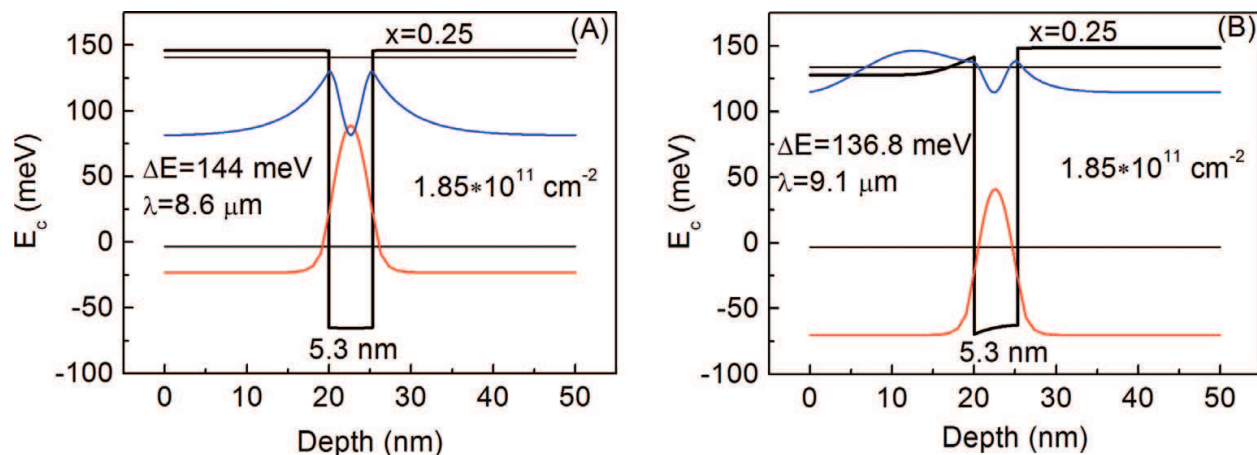 (A)
x=0.25
ΔE=144 meV
λ=8.6 μm
1.85*10^11 cm^-2
5.3 nm
E_c (meV)
150
100
50
0
-50
-100
0 10 20 30 40 50
Depth (nm)
(B)
x=0.25
ΔE=136.8 meV
λ=9.1 μm
1.85*10^11 cm^-2
5.3 nm
E_c (meV)
150
100
50
0
-50
-100
0 10 20 30 40 50
Depth (nm)